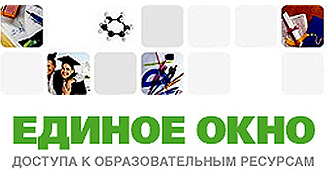 ЕДИНОЕ ОКНО
ДОСТУПА К ОБРАЗОВАТЕЛЬНЫМ РЕСУРСАМ